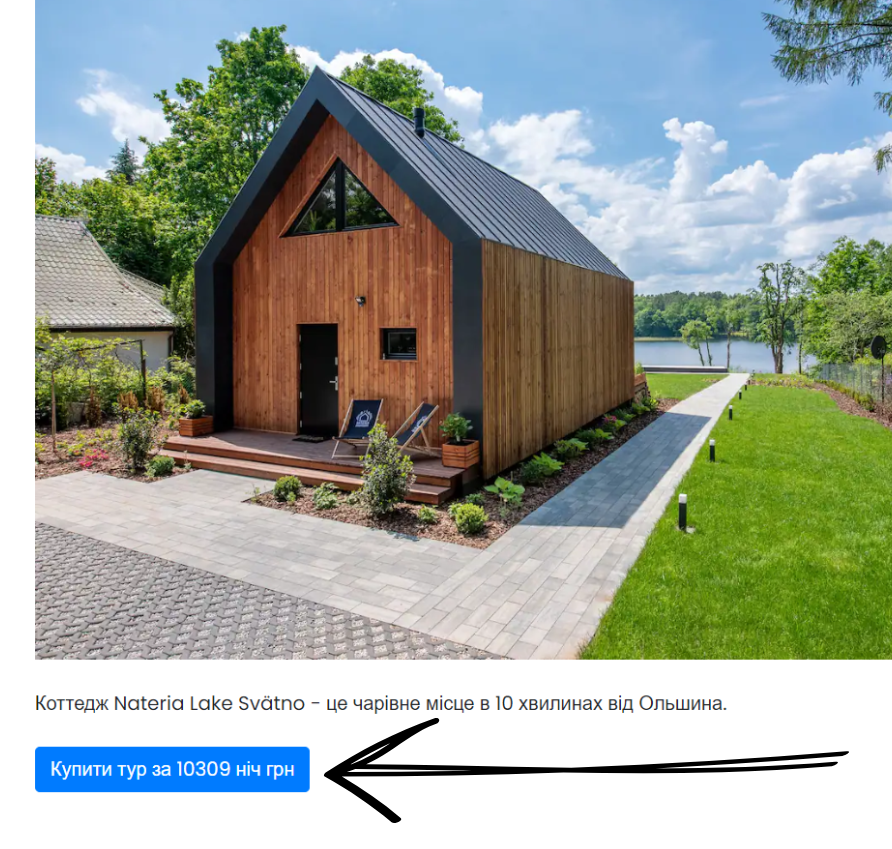 Коттедж Nateria Lake Svätno - це чарівне місце в 10 хвилинах від Ольшина.
Купити тур за 10309 ніч грн